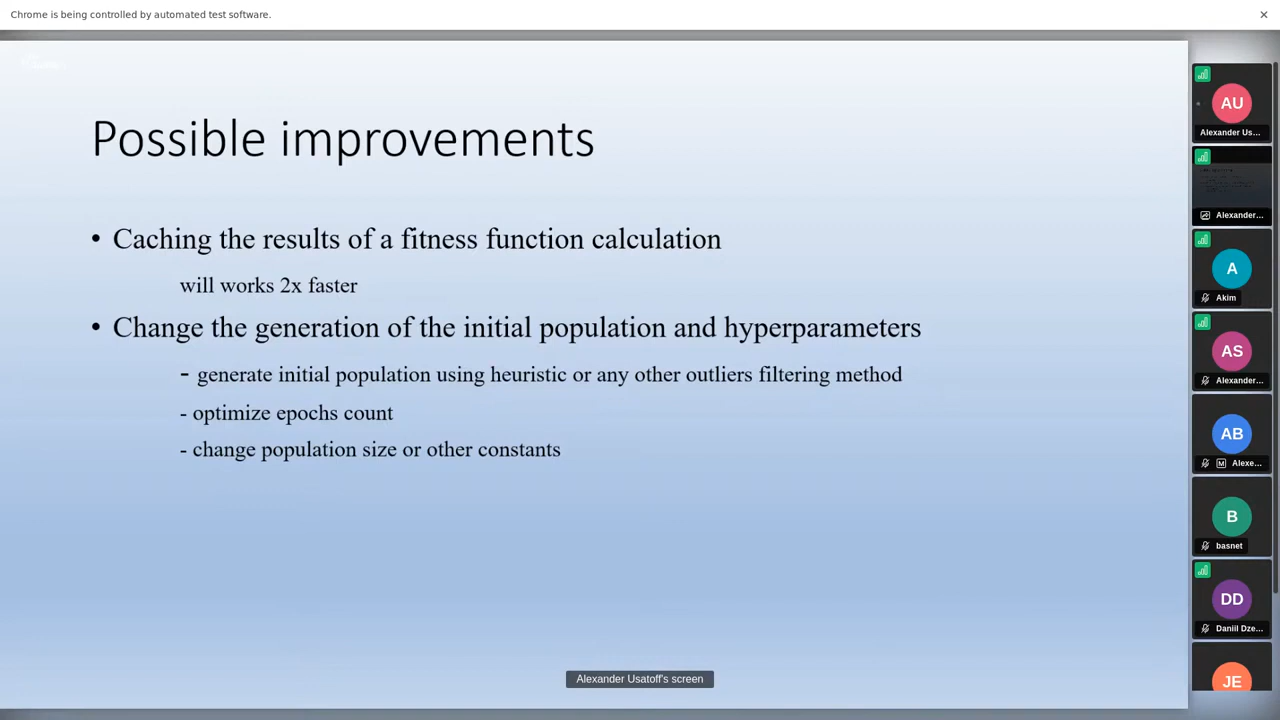 Chrome is being controlled by automated test software.
Possible improvements
• Caching the results of a fitness function calculation
will works 2x faster
• Change the generation of the initial population and hyperparameters
- generate initial population using heuristic or any other outliers filtering method
- optimize epochs count
- change population size or other constants
Alexander Usatoff's screen
AU
Alexander Us...
Alexander...
A
Akim
AS
Alexander...
AB
M
Alexe...
B
basnet
DD
Daniil Dze...
JE